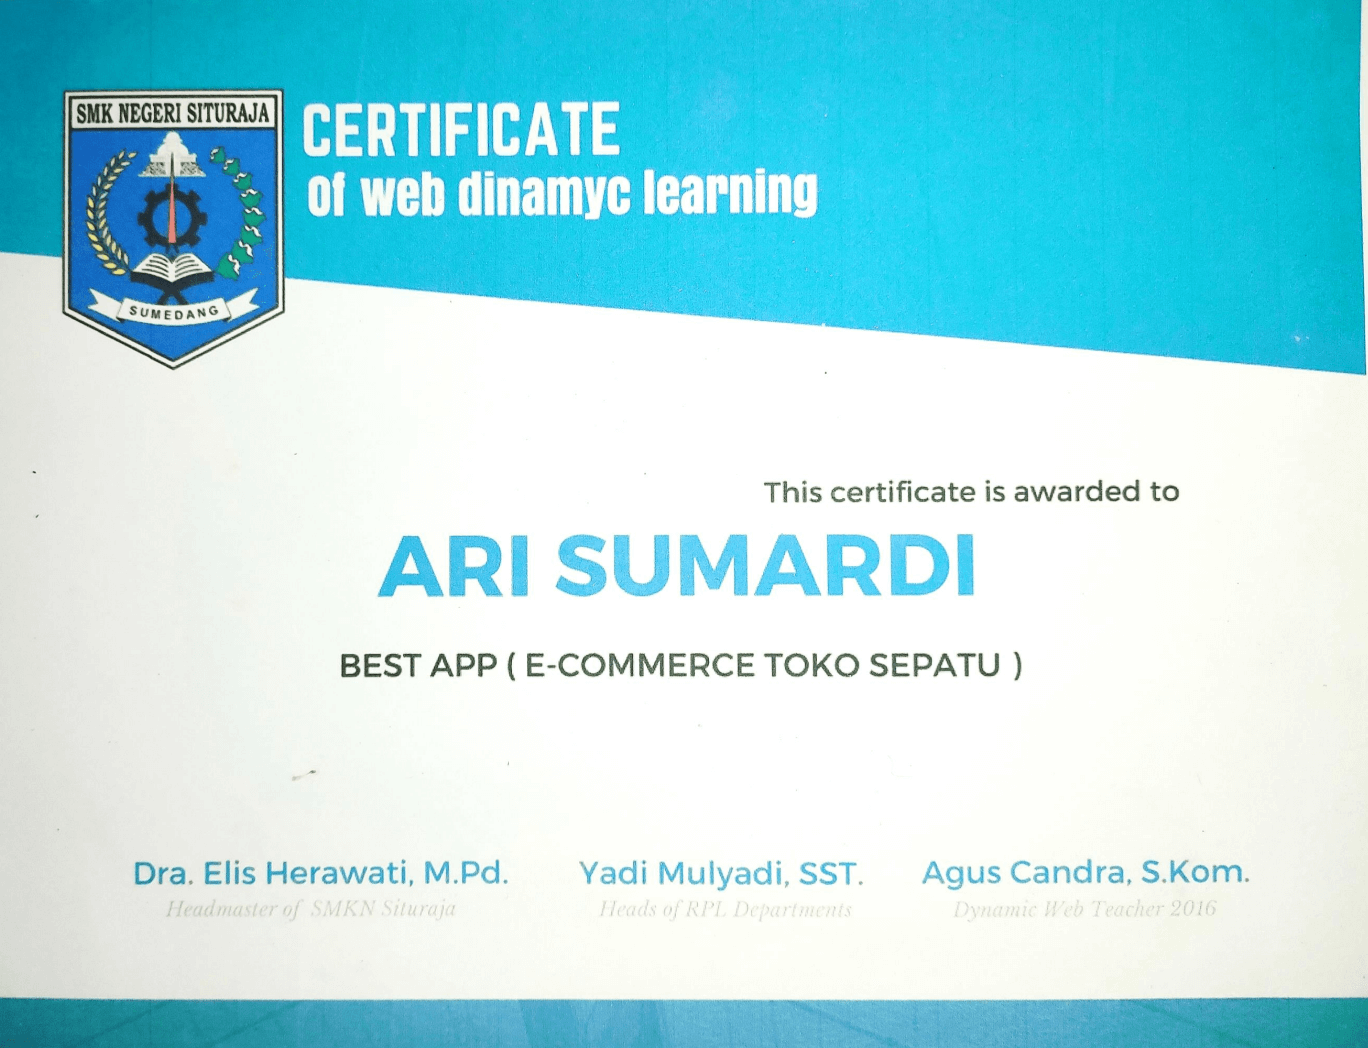 SMK NEGERI SITURAJA
SUMEDANG
CERTIFICATE
of web dinamyc learning
This certificate is awarded to
ARI SUMARDI
BEST APP ( E-COMMERCE TOKO SEPATU )
Dra. Elis Herawati, M.Pd.
Headmaster of SMKN Situraja
Yadi Mulyadi, SST.
Heads of RPL Departments
Agus Candra, S.Kom.
Dynamic Web Teacher 2016